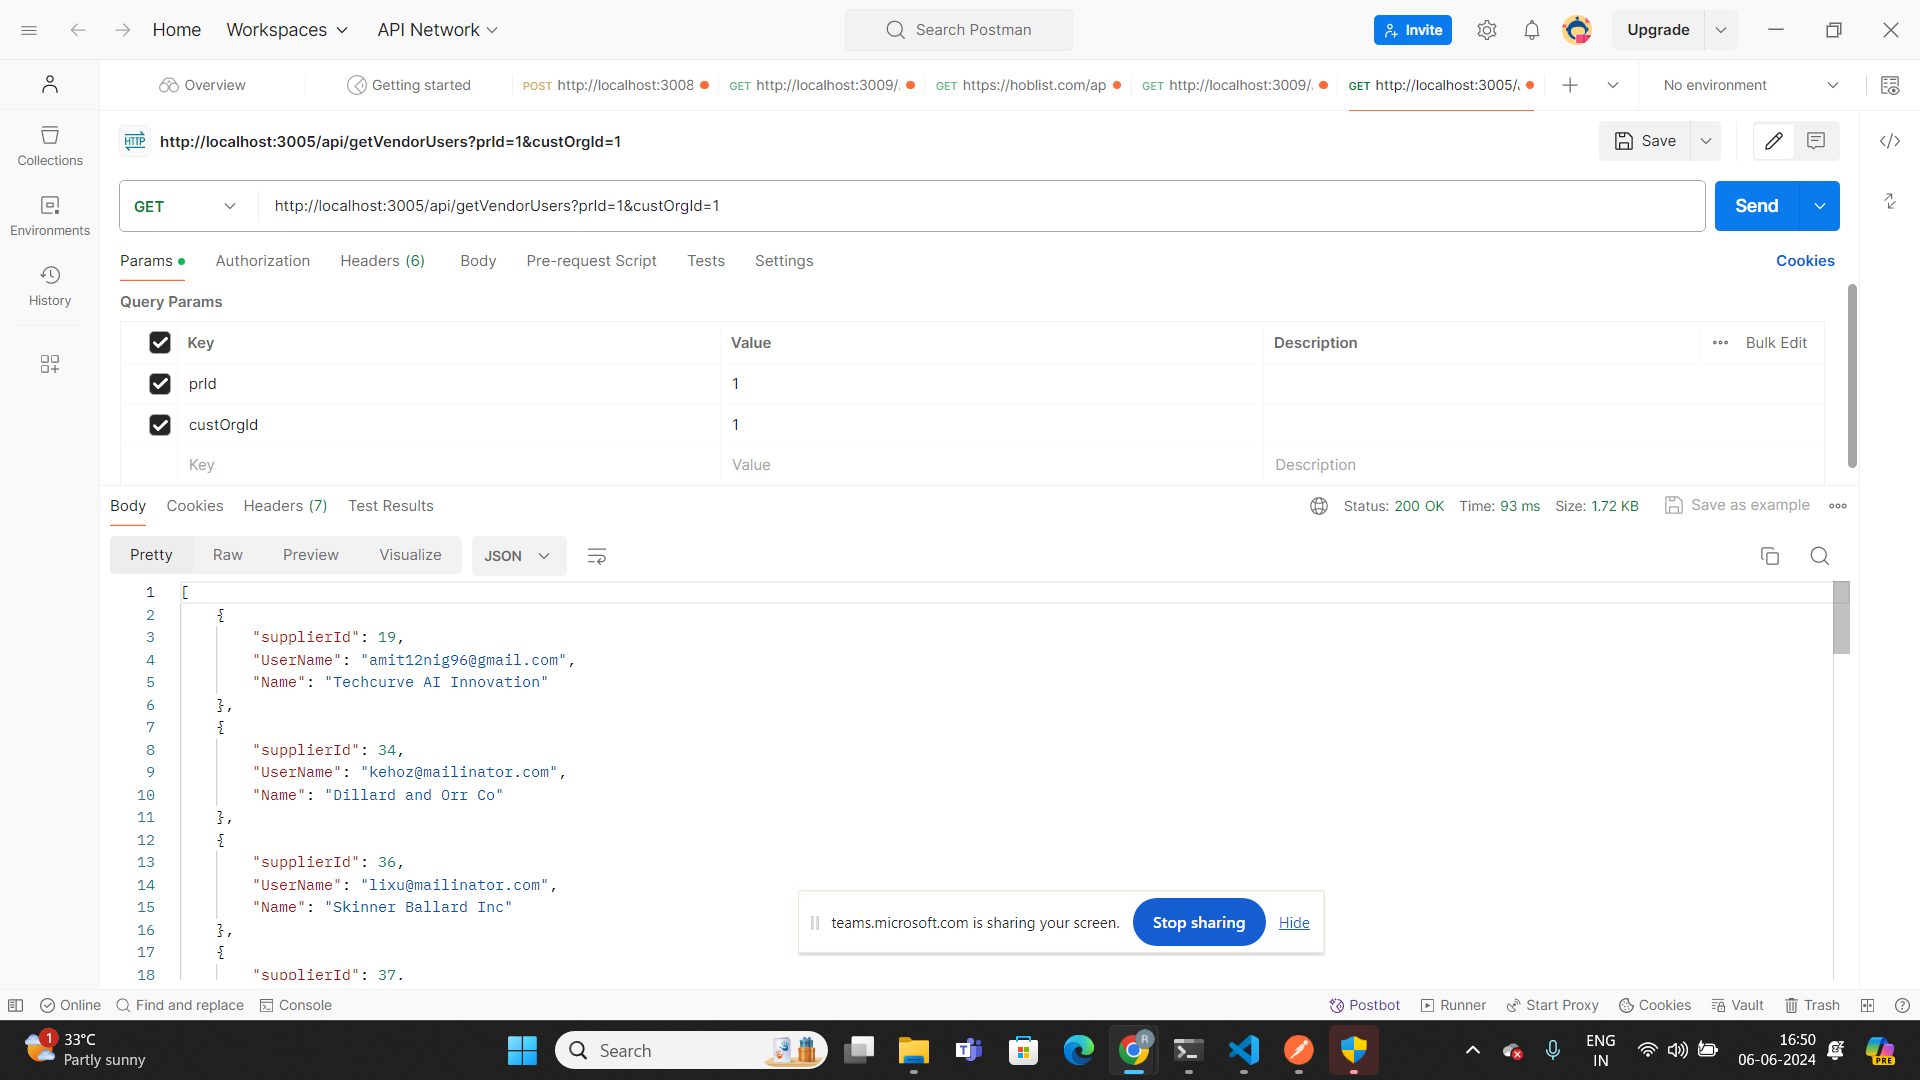 Home Workspaces API Network Search Postman Invite Upgrade
Overview Getting started POST http://localhost:3008 GET http://localhost:3009/. GET https://hoblist.com/ap GET http://localhost:3009/ GET http://localhost:3005/ No environment
HTTP http://localhost:3005/api/getVendorUsers?prId=1&custOrgId=1 Save
GET http://localhost:3005/api/getVendorUsers?prId=1&custOrgId=1 Send
Params Authorization Headers (6) Body Pre-request Script Tests Settings Cookies
Collections
Environments
History
Query Params
Key Value Description Bulk Edit
prId 1
custOrgId 1
Key Value Description
Body Cookies Headers (7) Test Results Status: 200 OK Time: 93 ms Size: 1.72 KB Save as example
Pretty Raw Preview Visualize JSON
1 [
2 {
3 "supplierId": 19,
4 "UserName": "amit12nig96@gmail.com",
5 "Name": "Techcurve AI Innovation"
6 },
7 {
8 "supplierId": 34,
9 "UserName": "kehoz@mailinator.com",
10 "Name": "Dillard and Orr Co"
11 },
12 {
13 "supplierId": 36,
14 "UserName": "lixu@mailinator.com",
15 "Name": "Skinner Ballard Inc"
16 },
17 {
18 "supplierId": 37,
teams.microsoft.com is sharing your screen. Stop sharing Hide
Online Find and replace Console Postbot Runner Start Proxy Cookies Vault Trash
1 33°C
Partly sunny
Search
R
ENG
IN
16:50
06-06-2024
PRE